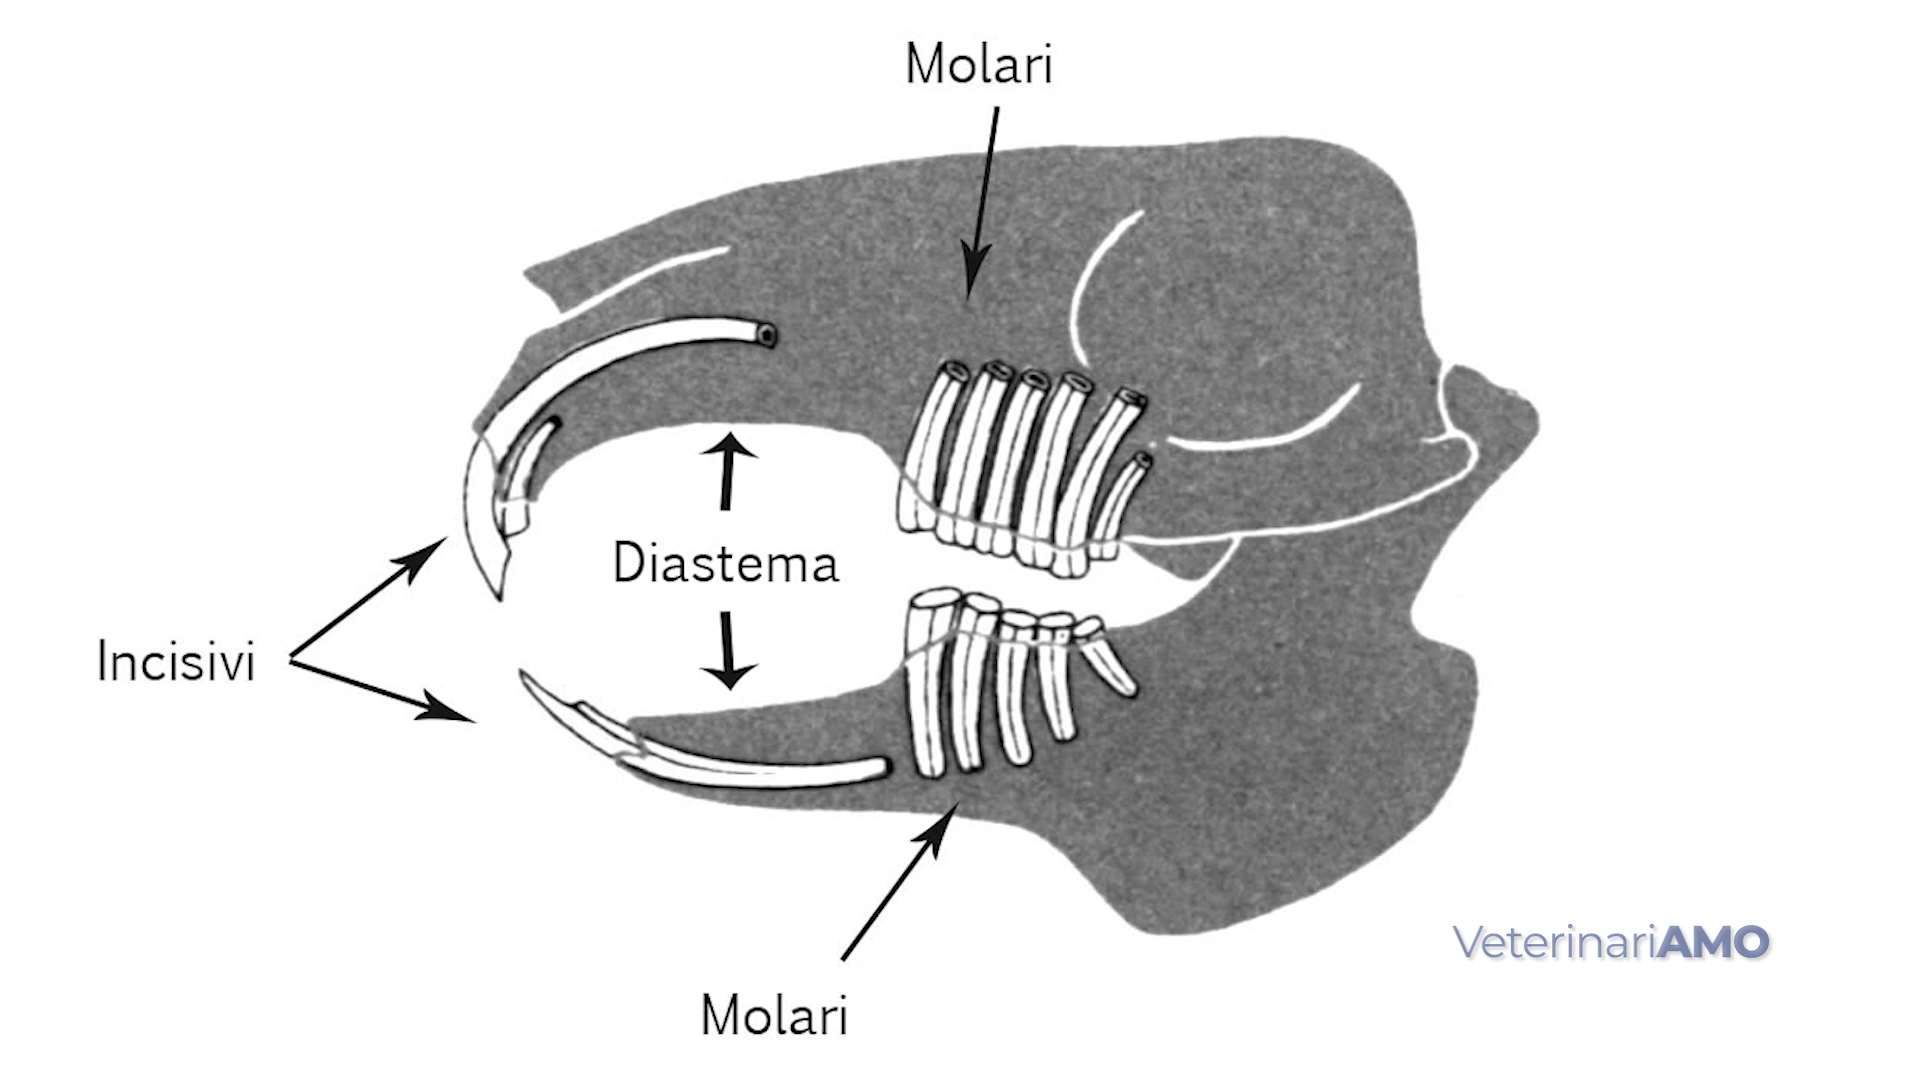 Molari
Diastema
Incisivi
VeterinariAMO
Molari